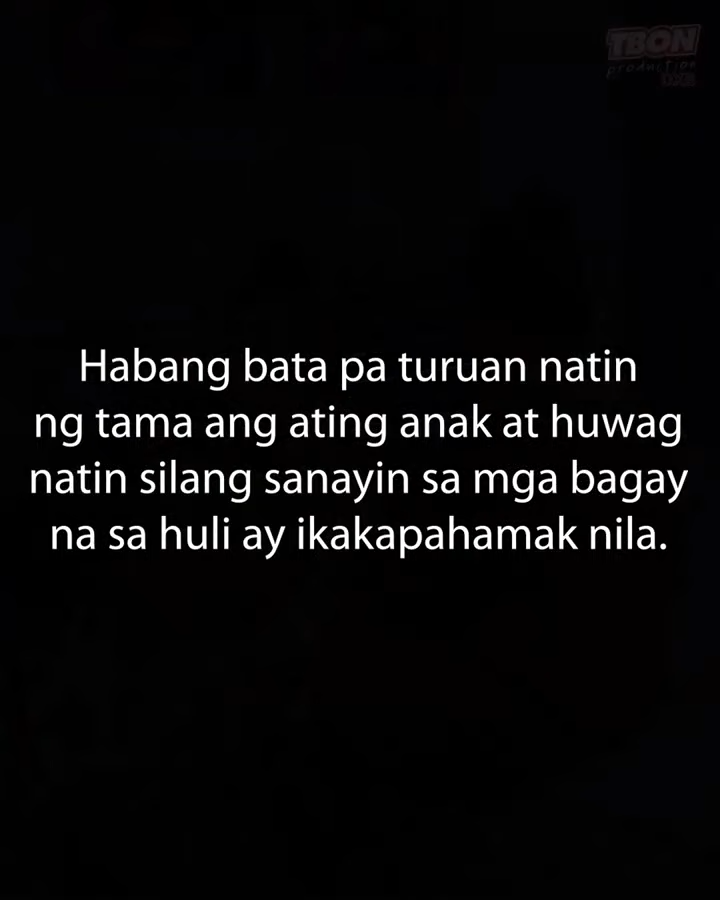 TBON
production
Habang bata pa turuan natin
ng tama ang ating anak at huwag
natin silang sanayin sa mga bagay
na sa huli ay ikakapahamak nila.